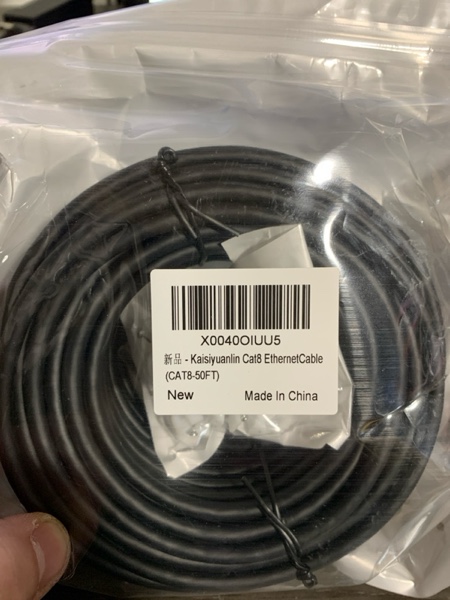 X0040OIUU5
新品 - Kaisiyuanlin Cat8 EthernetCable
(CAT8-50FT)
New Made In China